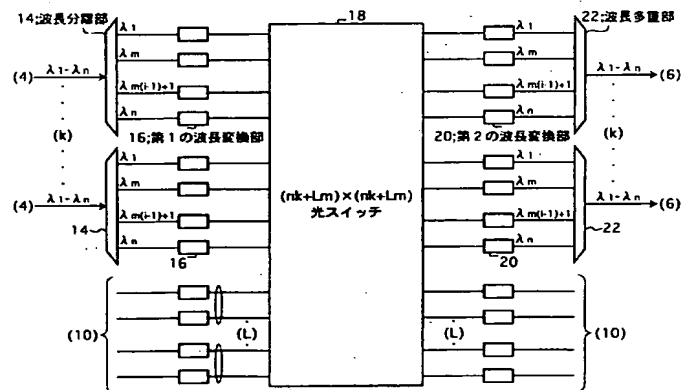 14;波長分離部
18
22;波長多重部
λ1
λ1
λm
λm
(4) λ1-λn
λ1-λn (6)
λm(i-1)+1
λm(i-1)+1
λn
λn
(k)
(k)
16;第1の波長変換部
20;第2の波長変換部
λ1
λ1
λm
λm
(nk+Lm)×(nk+Lm)
光スイッチ
(4) λ1-λn
λ1-λn (6)
λm(i-1)+1
λm(i-1)+1
λn
λn
14
16
20
22
(10)
(L)
(L)
(10)